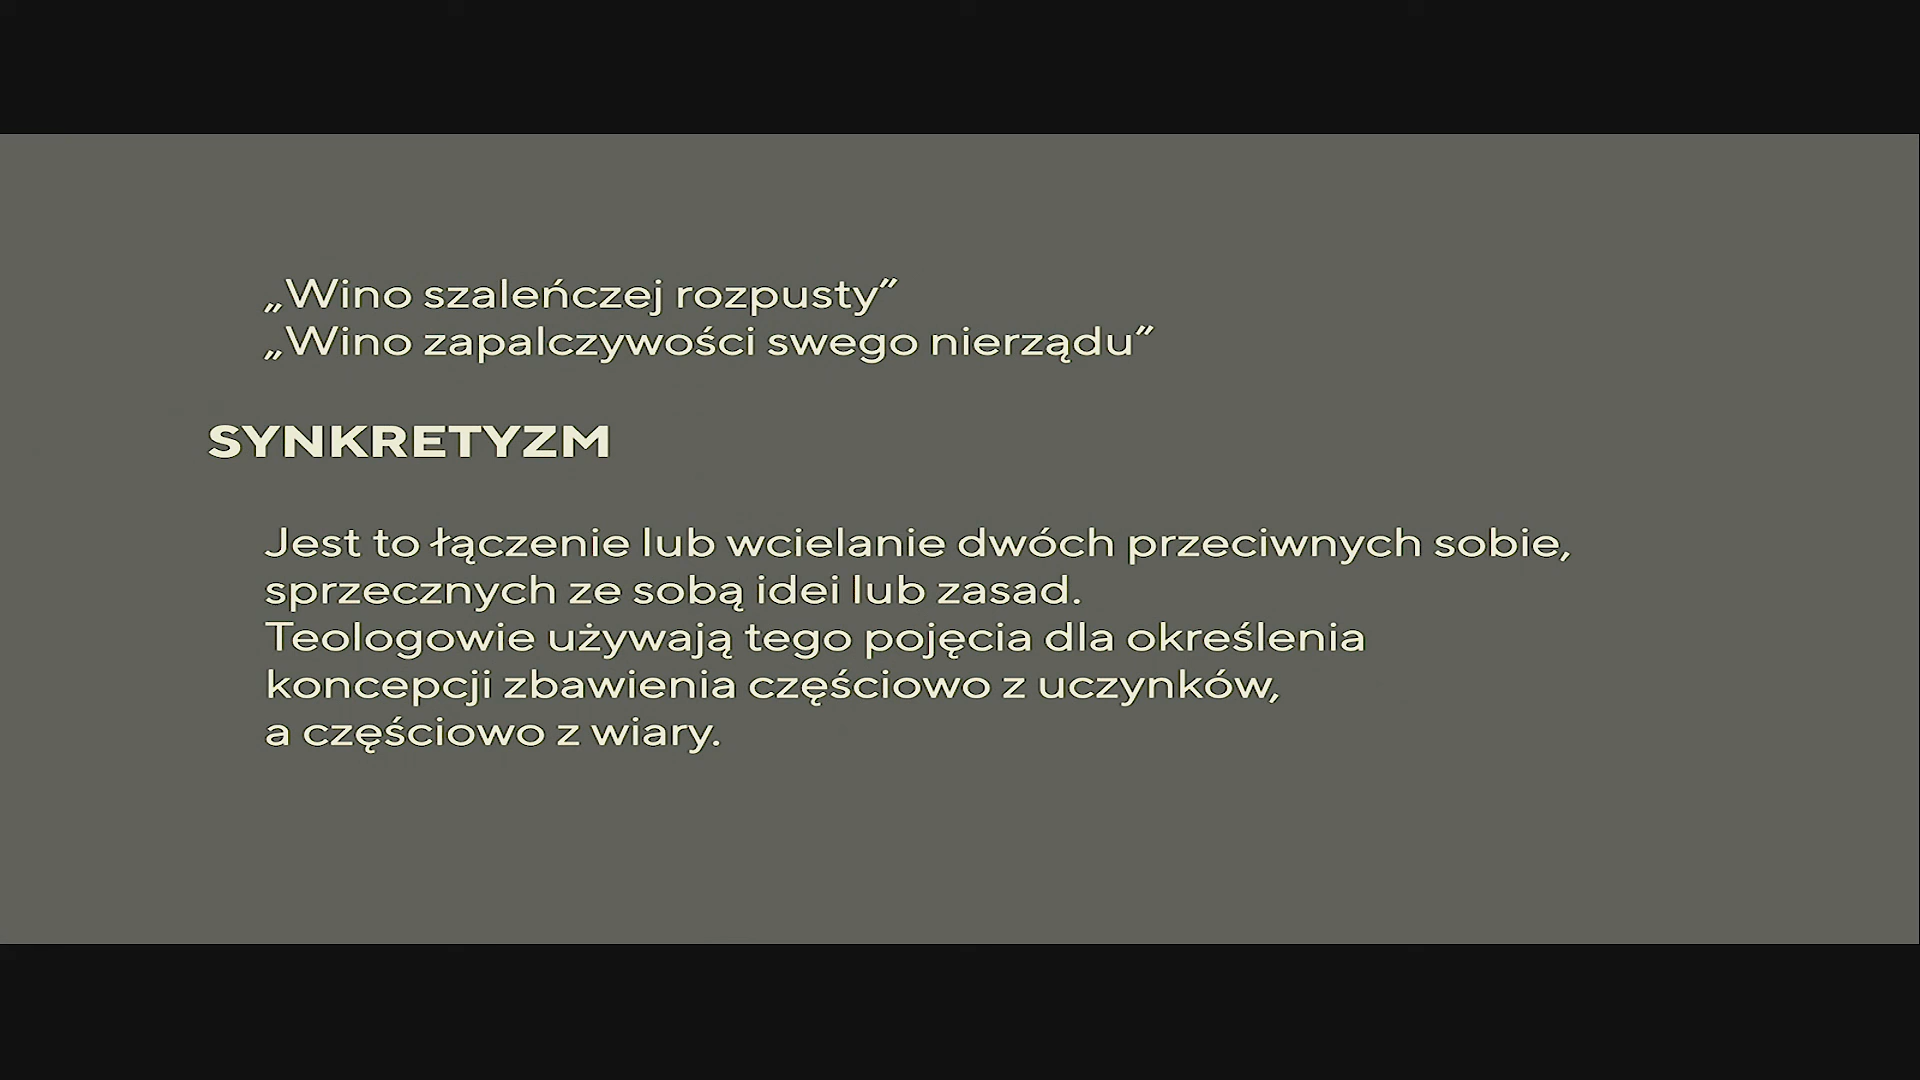 „Wino szaleńczej rozpusty”
„Wino zapalczywości swego nierządu”
SYNKRETYZM
Jest to łączenie lub wcielanie dwóch przeciwnych sobie,
sprzecznych ze sobą idei lub zasad.
Teologowie używają tego pojęcia dla określenia
koncepcji zbawienia częściowo z uczynków,
a częściowo z wiary.